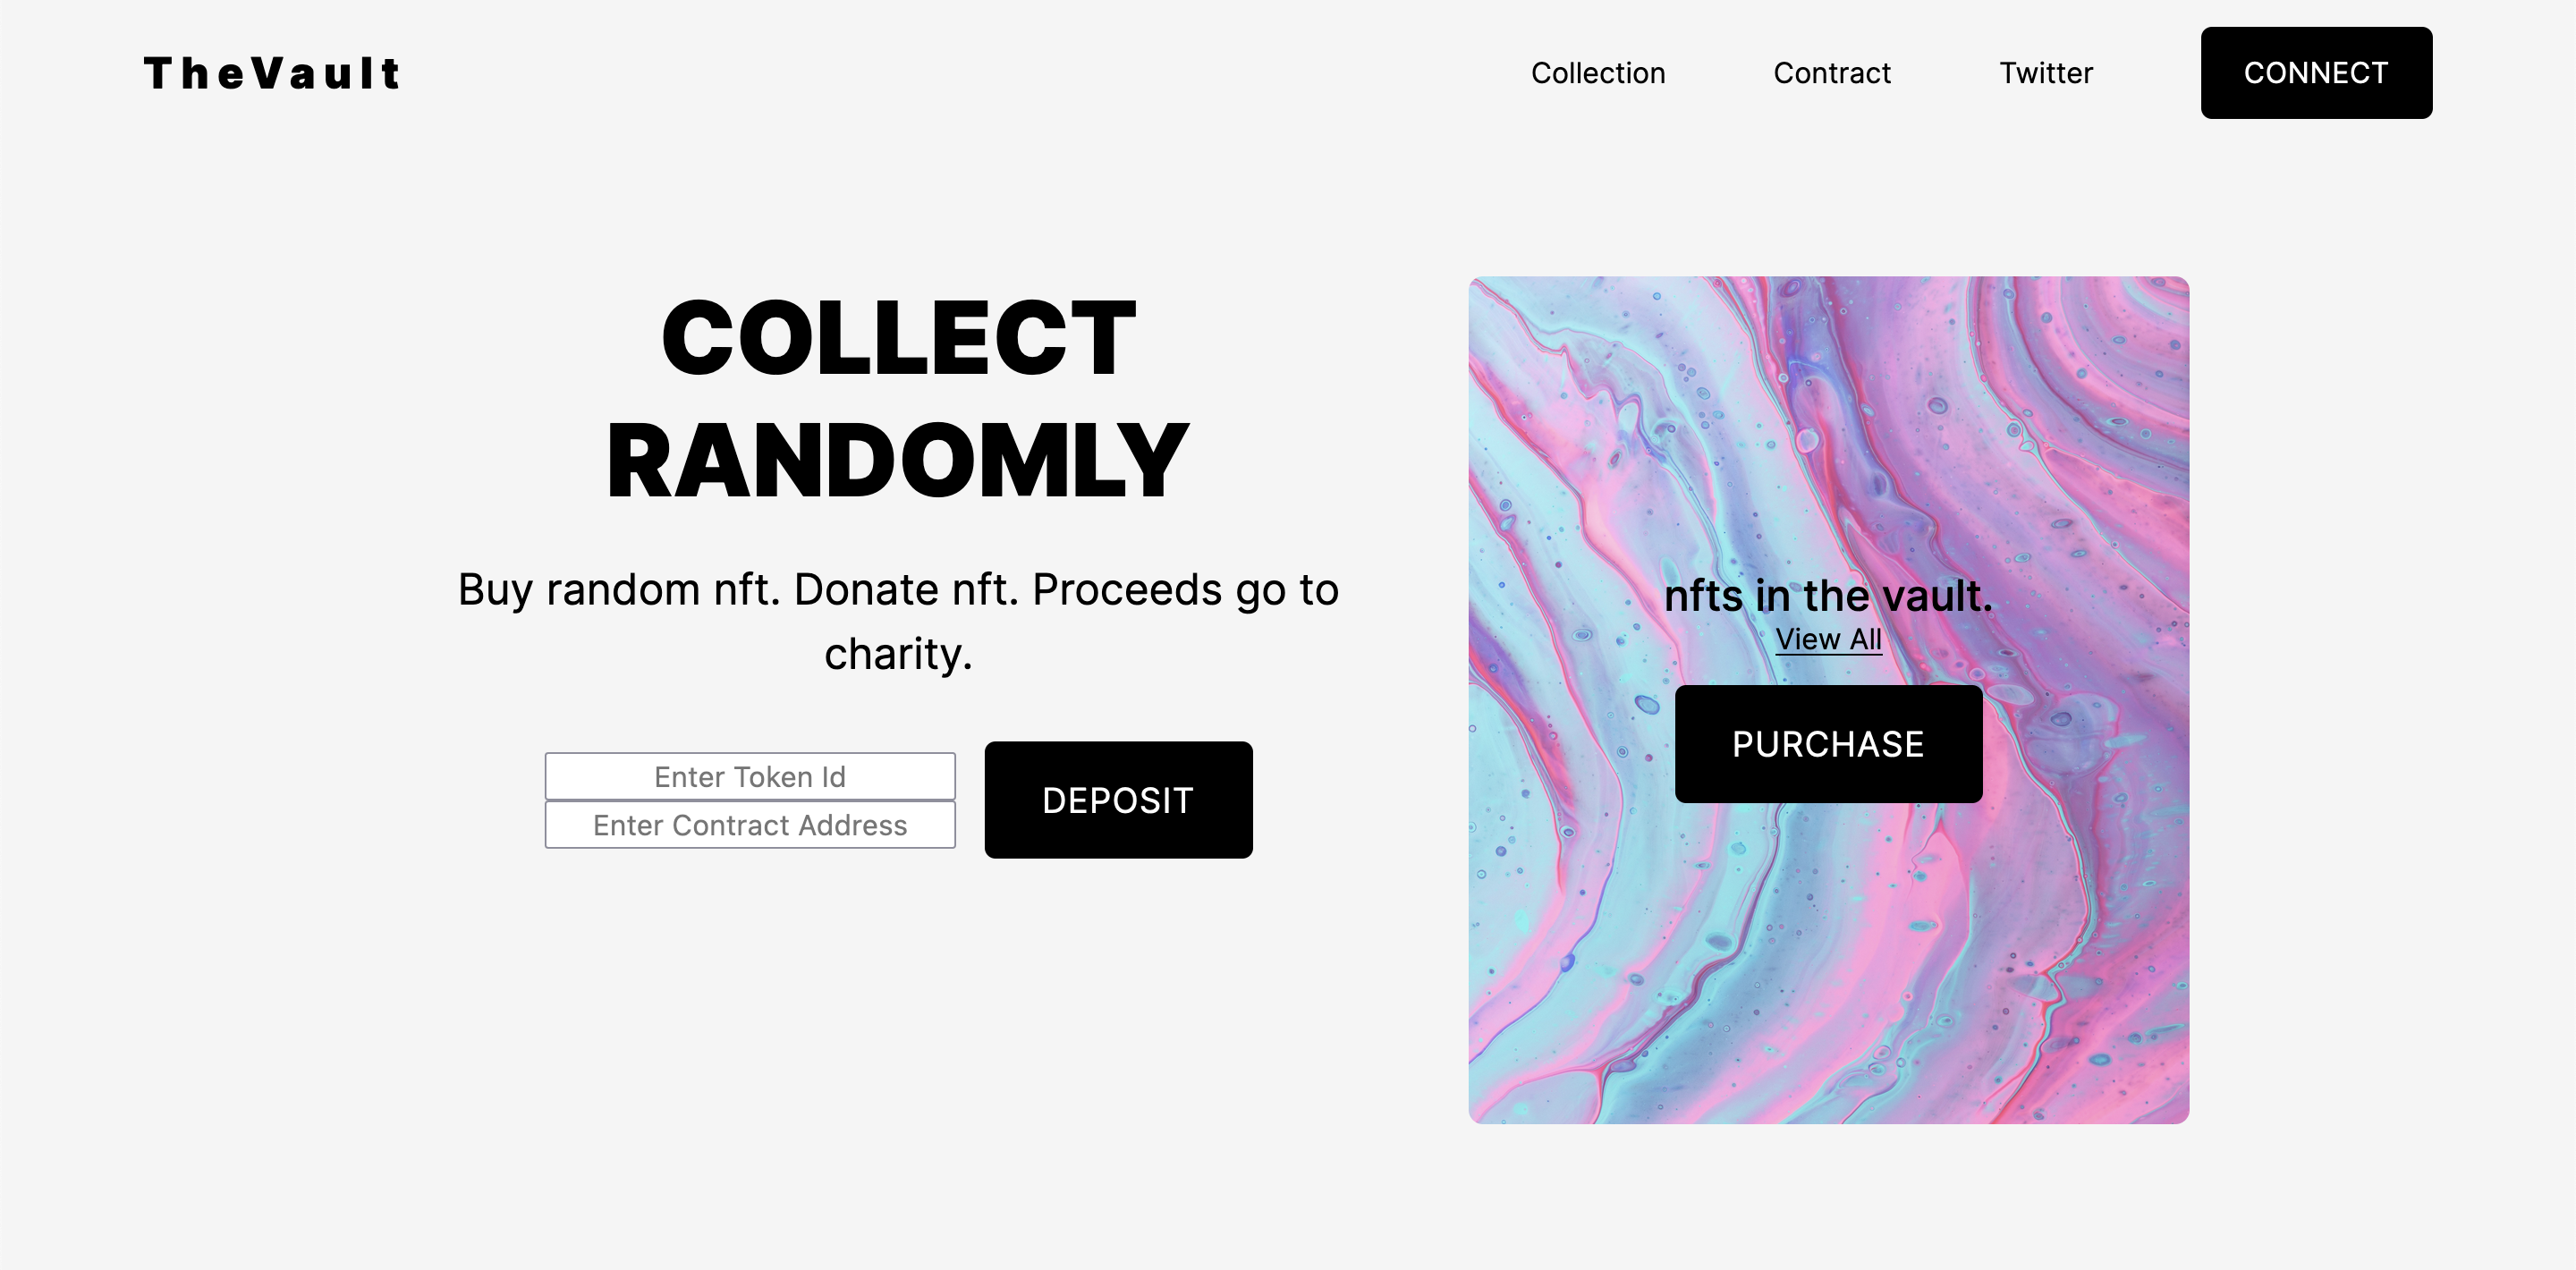 TheVault
Collection
Contract
Twitter
CONNECT
COLLECT
RANDOMLY
Buy random nft. Donate nft. Proceeds go to
charity.
Enter Token Id
Enter Contract Address
DEPOSIT
nfts in the vault.
View All
PURCHASE